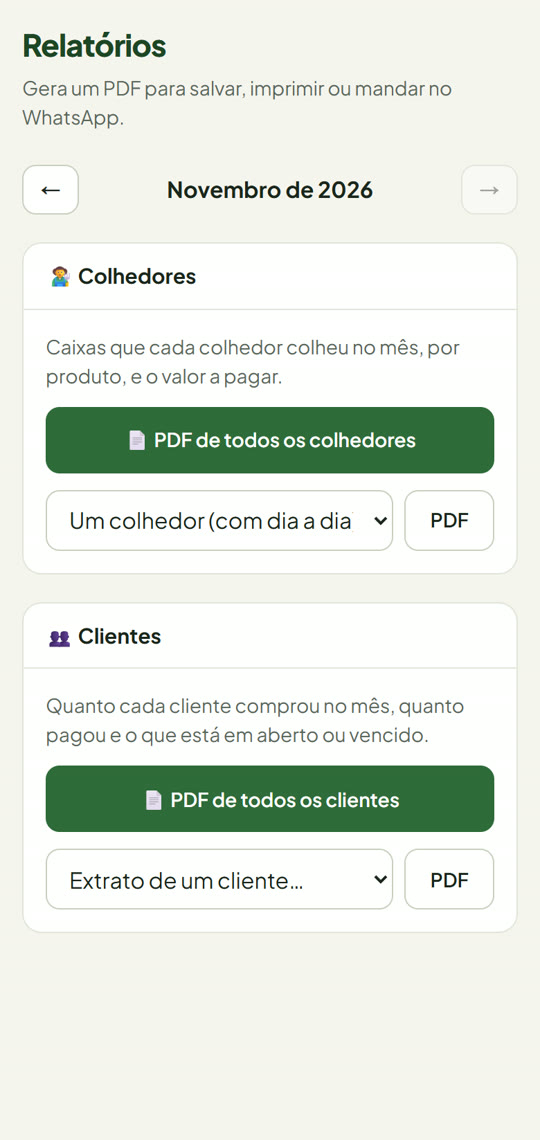 Relatórios
Gera um PDF para salvar, imprimir ou mandar no
WhatsApp.
← Novembro de 2026 →
Colhedores
Caixas que cada colhedor colheu no mês, por
produto, e o valor a pagar.
PDF de todos os colhedores
Um colhedor (com dia a dia PDF
Clientes
Quanto cada cliente comprou no mês, quanto
pagou e o que está em aberto ou vencido.
PDF de todos os clientes
Extrato de um cliente... PDF